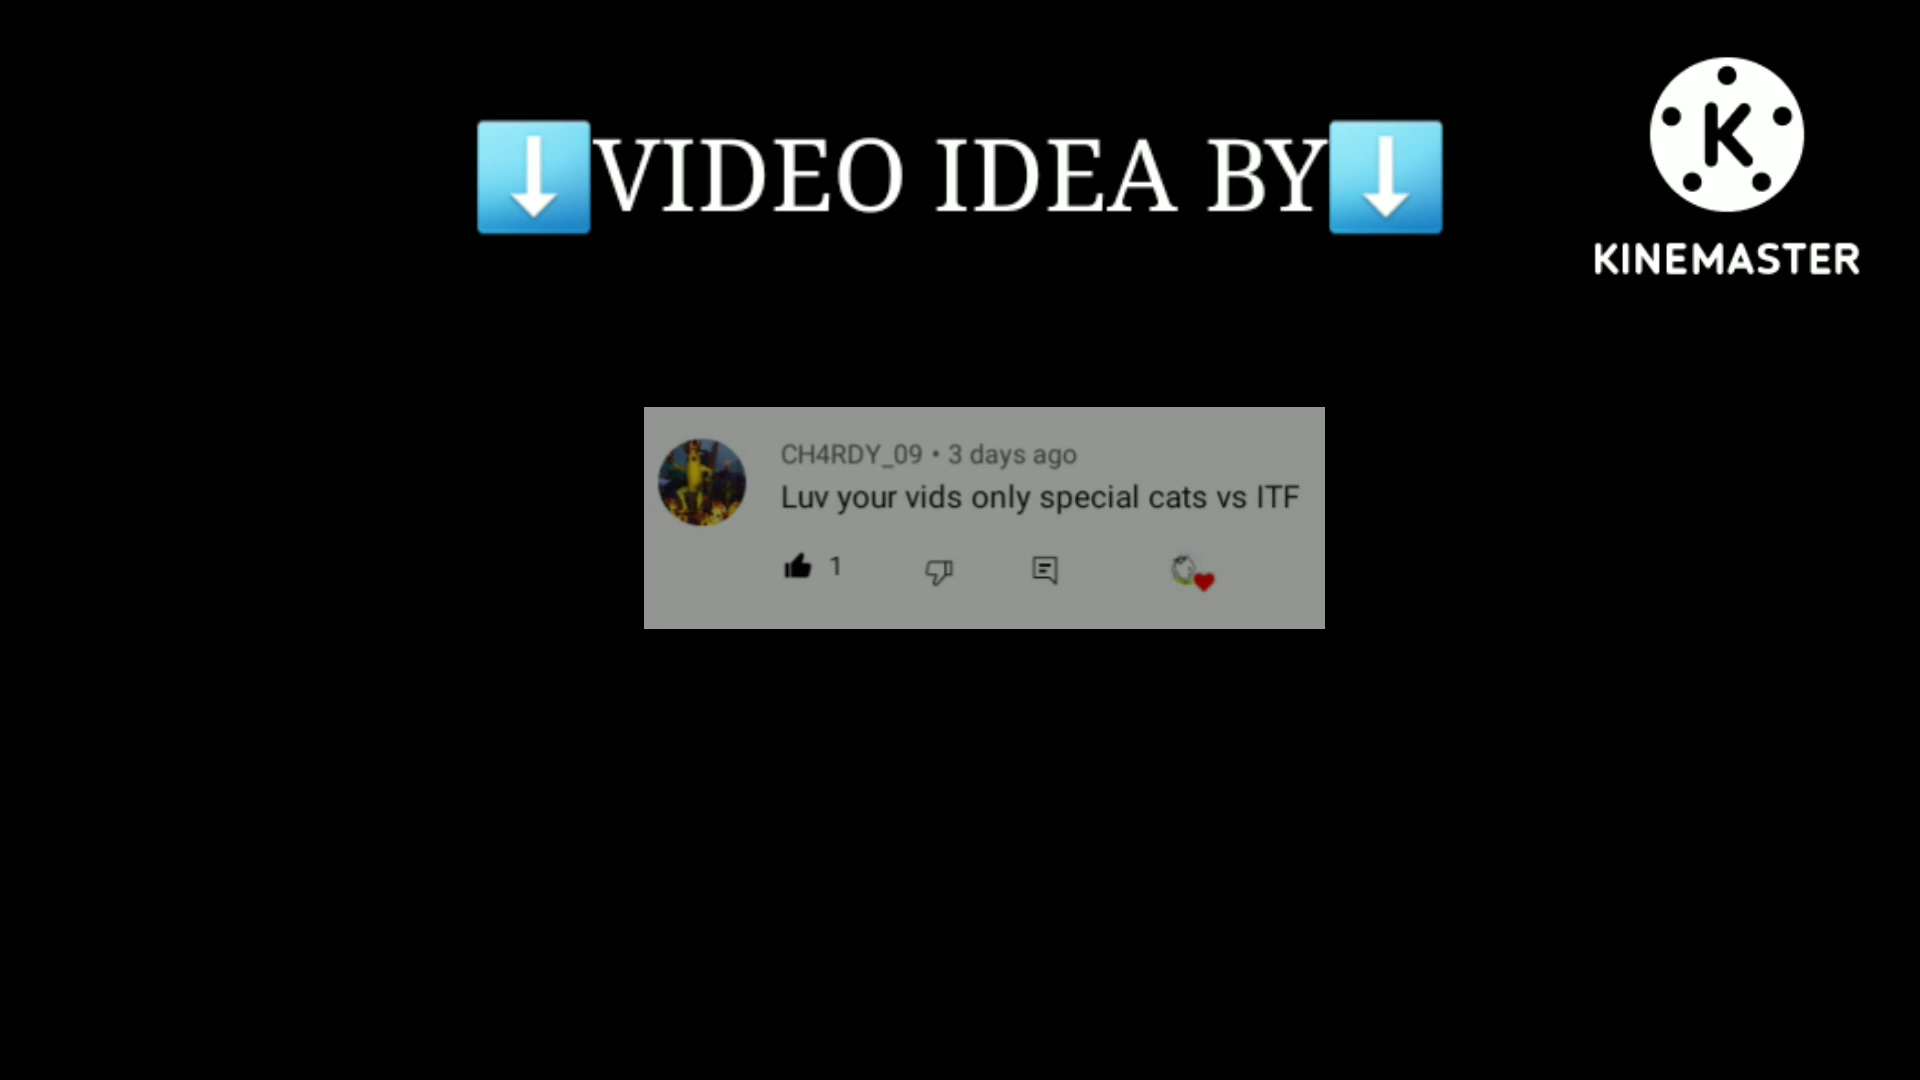 ⬇️VIDEO IDEA BY⬇️
K
KINEMASTER
CH4RDY_09 • 3 days ago
Luv your vids only special cats vs ITF
1